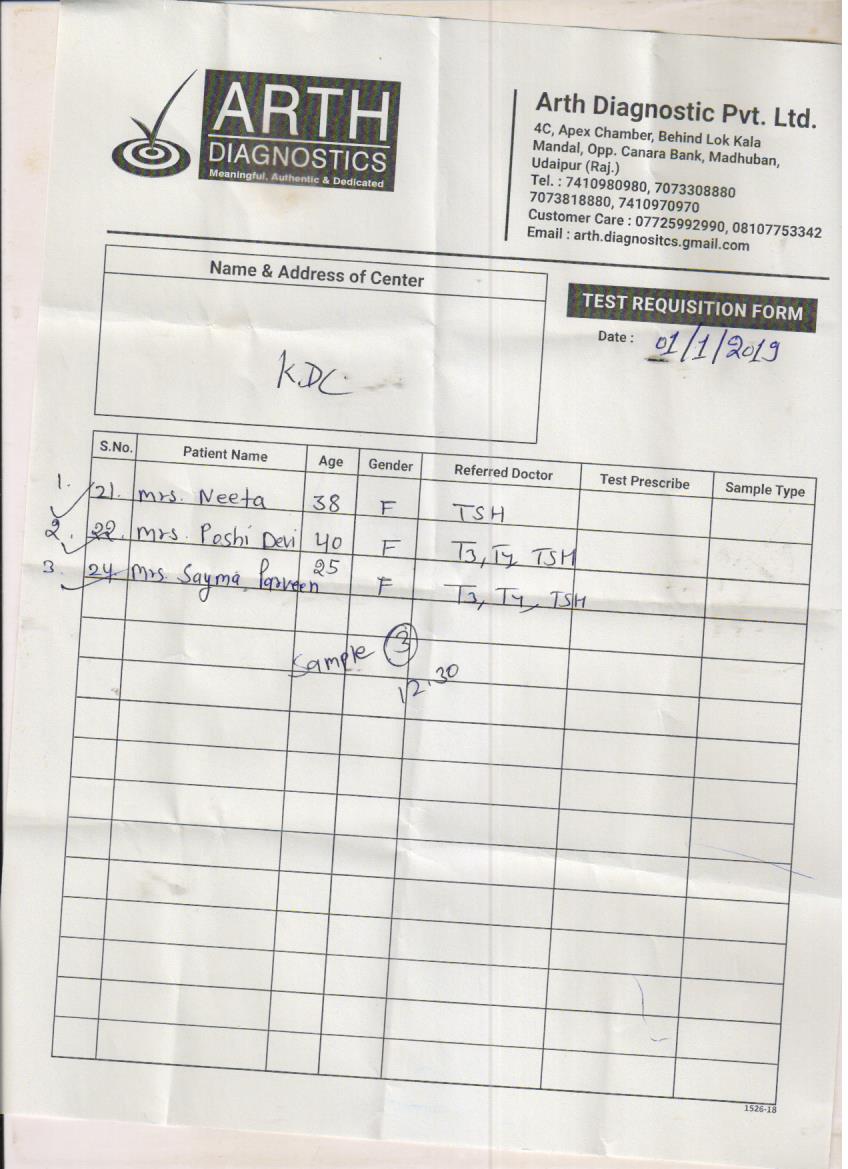 ARTH
DIAGNOSTICS
Meaningful, Authentic & Dedicated
Arth Diagnostic Pvt. Ltd.
4C, Apex Chamber, Behind Lok Kala
Mandal, Opp. Canara Bank, Madhuban,
Udaipur (Raj.)
Tel. : 7410980980, 7073308880
7073818880, 7410970970
Customer Care : 07725992990, 08107753342
Email : arth.diagnositcs.gmail.com
Name & Address of Center
KDC
TEST REQUISITION FORM
Date : 01/1/2019
S.No. Patient Name Age Gender Referred Doctor Test Prescribe Sample Type
1. 21. Mrs. Neeta 38 F TSH
2. 22. Mrs. Poshi Devi 40 F T3, T4, TSH
3. 24. Mrs. Sayma Parveen 25 F T3, T4, TSH
Sample 3
12.30
1526-18